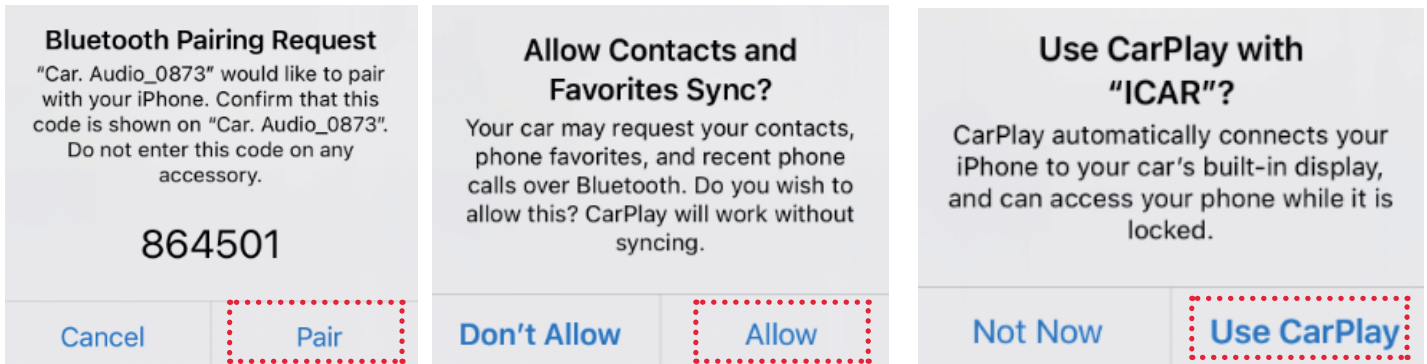 Bluetooth Pairing Request
“Car. Audio_0873” would like to pair
with your iPhone. Confirm that this
code is shown on “Car. Audio_0873”.
Do not enter this code on any
accessory.
864501
Cancel
Pair
Allow Contacts and
Favorites Sync?
Your car may request your contacts,
phone favorites, and recent phone
calls over Bluetooth. Do you wish to
allow this? CarPlay will work without
syncing.
Don’t Allow
Allow
Use CarPlay with
“ICAR”?
CarPlay automatically connects your
iPhone to your car’s built-in display,
and can access your phone while it is
locked.
Not Now
Use CarPlay